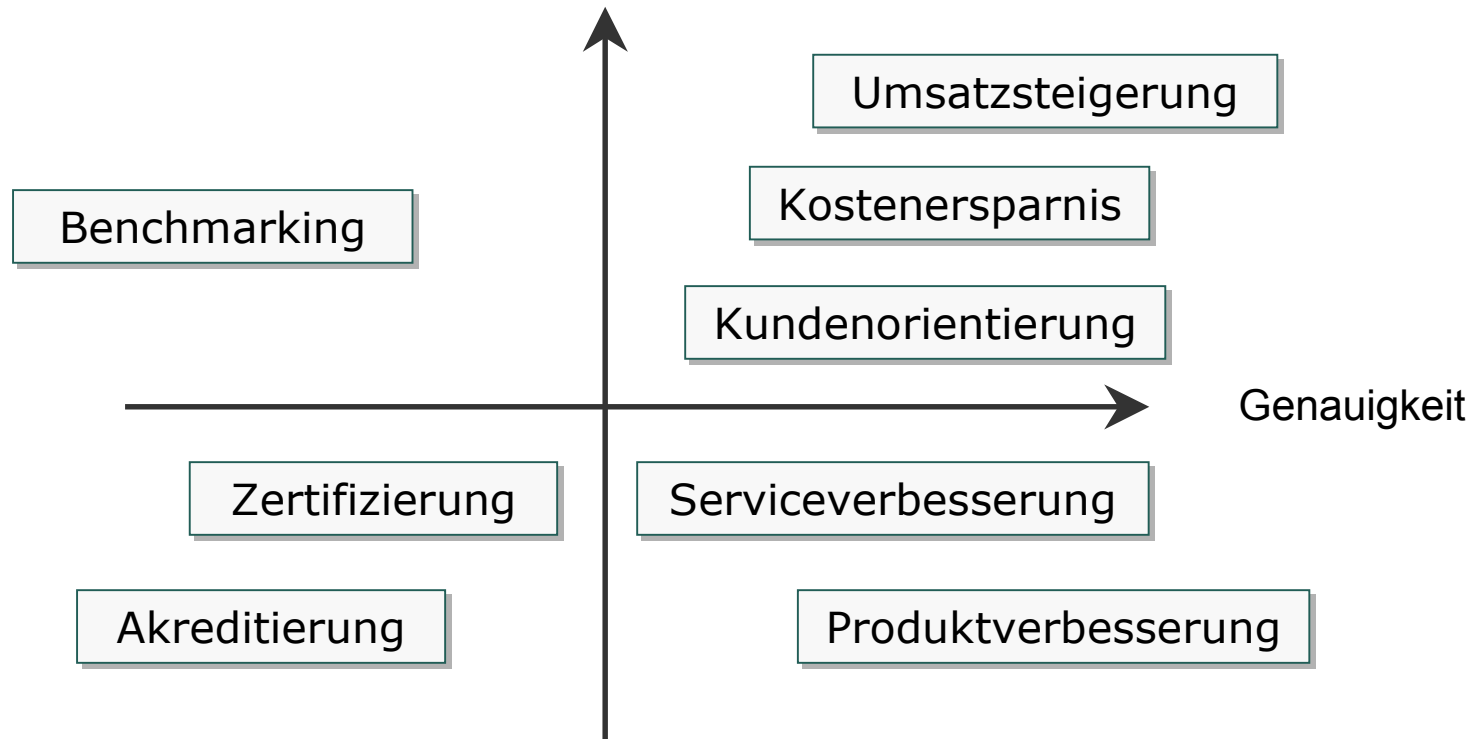 Umsatzsteigerung
Kostenersparnis
Benchmarking
Kundenorientierung
Genauigkeit
Zertifizierung
Serviceverbesserung
Akreditierung
Produktverbesserung